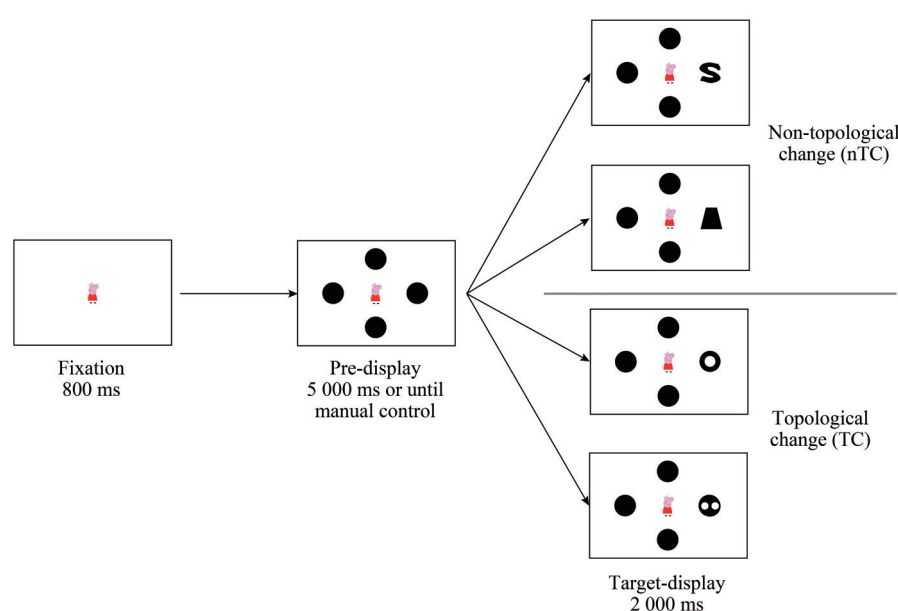 Fixation
800 ms
Pre-display
5 000 ms or until
manual control
Non-topological
change (nTC)
Topological
change (TC)
Target-display
2 000 ms